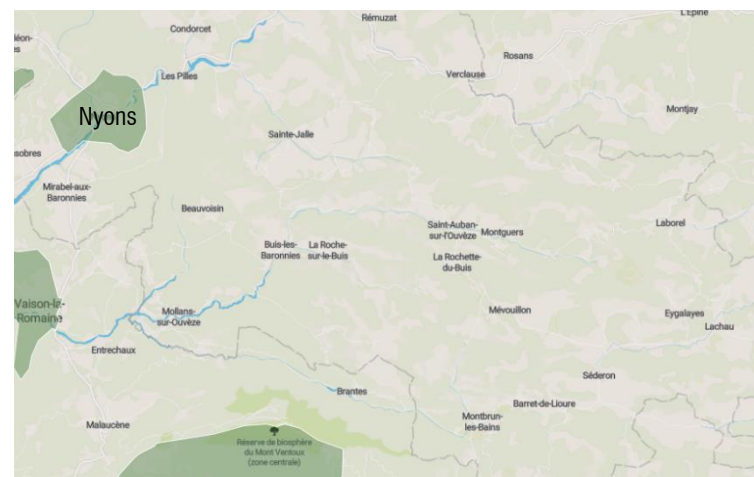 L'Epine
Rémuzat
Condorcet
Rosans
Verclause
Les Pilles
Nyons
Montjay
Sainte-Jalle
Mirabel-aux-
Baronnies
Beauvoisin
Saint-Auban-
sur-l'Ouvèze
Montguers
Laborel
Buis-les-
Baronnies
La Roche-
sur-le-Buis
La Rochette-
du-Buis
Vaison-la-
Romaine
Mollans-
sur-Ouvèze
Mévouillon
Eygalayes
Lachau
Entrechaux
Séderon
Brantes
Barret-de-Lioure
Malaucène
Montbrun-
les-Bains
Réserve de biosphère
du Mont Ventoux
(zone centrale)